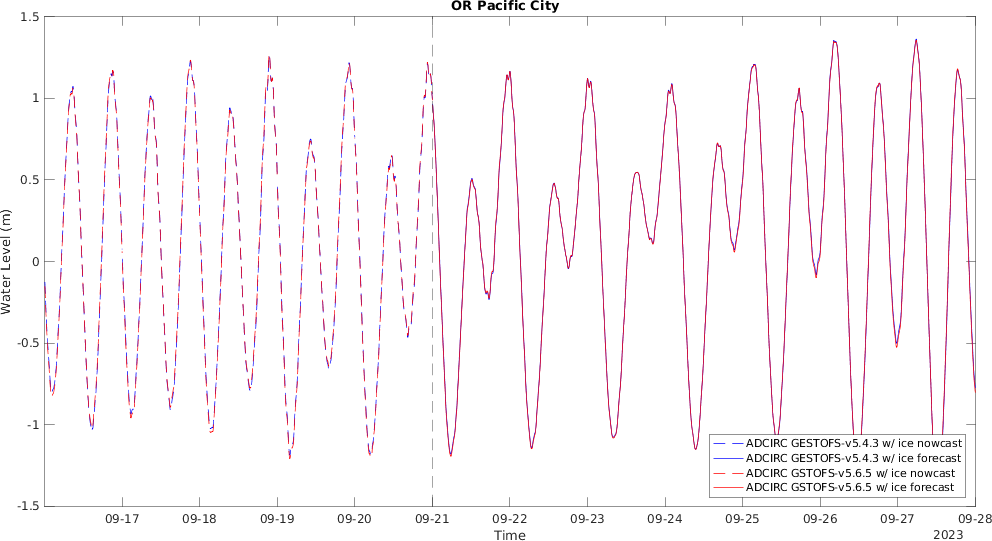 OR Pacific City
1.5
1
0.5
0
-0.5
-1
-1.5
Water Level (m)
ADCIRC GESTOFS-v5.4.3 w/ ice nowcast
ADCIRC GESTOFS-v5.4.3 w/ ice forecast
ADCIRC GSTOFS-v5.6.5 w/ ice nowcast
ADCIRC GSTOFS-v5.6.5 w/ ice forecast
09-17 09-18 09-19 09-20 09-21 09-22 09-23 09-24 09-25 09-26 09-27 09-28
Time
2023